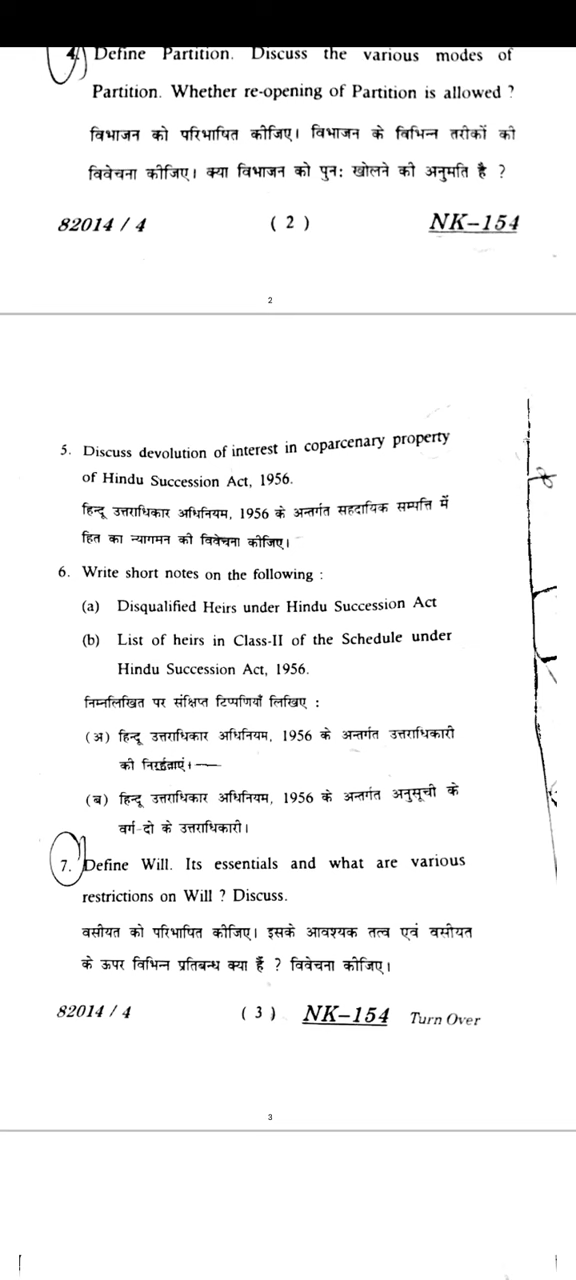 4. Define Partition. Discuss the various modes of
Partition. Whether re-opening of Partition is allowed ?
विभाजन को परिभाषित कीजिए। विभाजन के विभिन्न तरीकों की
विवेचना कीजिए। क्या विभाजन को पुन: खोलने की अनुमति है ?
82014 / 4 ( 2 ) NK–154
2
5. Discuss devolution of interest in coparcenary property
of Hindu Succession Act, 1956.
हिन्दू उत्तराधिकार अधिनियम, 1956 के अन्तर्गत सहदायिक सम्पत्ति में
हित का न्यागमन की विवेचना कीजिए।
6. Write short notes on the following :
(a) Disqualified Heirs under Hindu Succession Act
(b) List of heirs in Class-II of the Schedule under
Hindu Succession Act, 1956.
निम्नलिखित पर संक्षिप्त टिप्पणियाँ लिखिए :
(अ) हिन्दू उत्तराधिकार अधिनियम, 1956 के अन्तर्गत उत्तराधिकारी
की निरर्हताएं।
(ब) हिन्दू उत्तराधिकार अधिनियम, 1956 के अन्तर्गत अनुसूची के
वर्ग-दो के उत्तराधिकारी।
7. Define Will. Its essentials and what are various
restrictions on Will ? Discuss.
वसीयत को परिभाषित कीजिए। इसके आवश्यक तत्व एवं वसीयत
के ऊपर विभिन्न प्रतिबन्ध क्या हैं ? विवेचना कीजिए।
82014 / 4 ( 3 ) NK–154 Turn Over
3